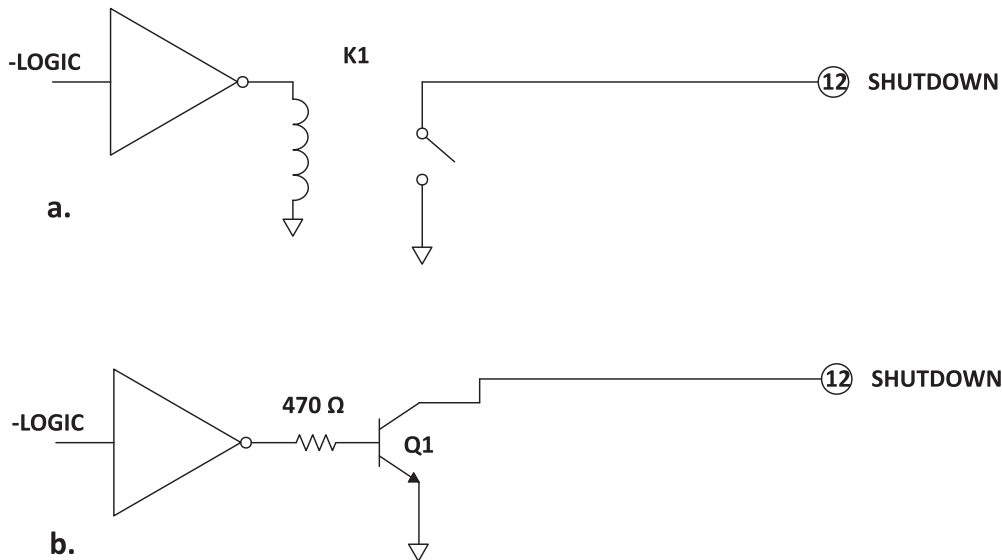 -LOGIC
K1
12 SHUTDOWN
a.
-LOGIC
470 Ω
Q1
12 SHUTDOWN
b.